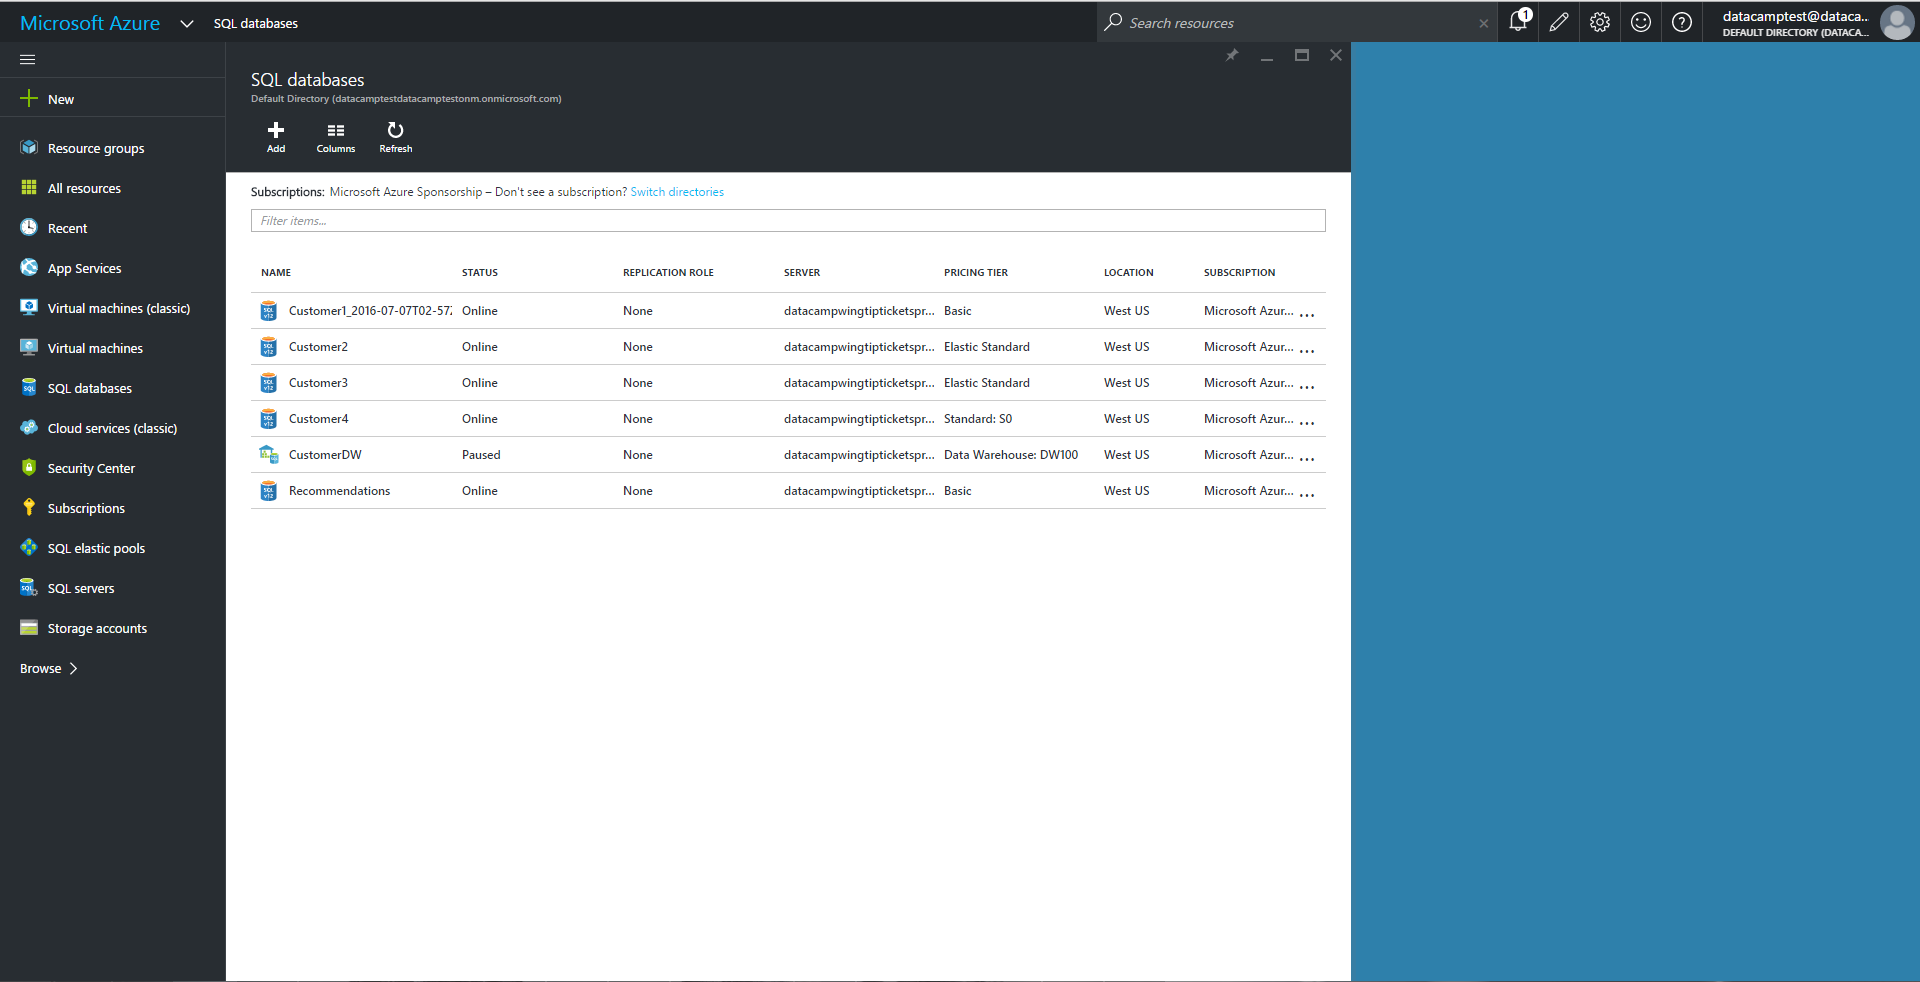 Microsoft Azure SQL databases Search resources 1 datacamptest@dataca...
DEFAULT DIRECTORY (DATACA...
New
Resource groups
All resources
Recent
App Services
Virtual machines (classic)
Virtual machines
SQL databases
Cloud services (classic)
Security Center
Subscriptions
SQL elastic pools
SQL servers
Storage accounts
Browse
SQL databases
Default Directory (datacamptestdatacamptestonm.onmicrosoft.com)
Add Columns Refresh
Subscriptions: Microsoft Azure Sponsorship – Don't see a subscription? Switch directories
Filter items...
NAME STATUS REPLICATION ROLE SERVER PRICING TIER LOCATION SUBSCRIPTION
Customer1_2016-07-07T02-57Z Online None datacampwingtipticketspr... Basic West US Microsoft Azur... ...
Customer2 Online None datacampwingtipticketspr... Elastic Standard West US Microsoft Azur... ...
Customer3 Online None datacampwingtipticketspr... Elastic Standard West US Microsoft Azur... ...
Customer4 Online None datacampwingtipticketspr... Standard: S0 West US Microsoft Azur... ...
CustomerDW Paused None datacampwingtipticketspr... Data Warehouse: DW100 West US Microsoft Azur... ...
Recommendations Online None datacampwingtipticketspr... Basic West US Microsoft Azur... ...